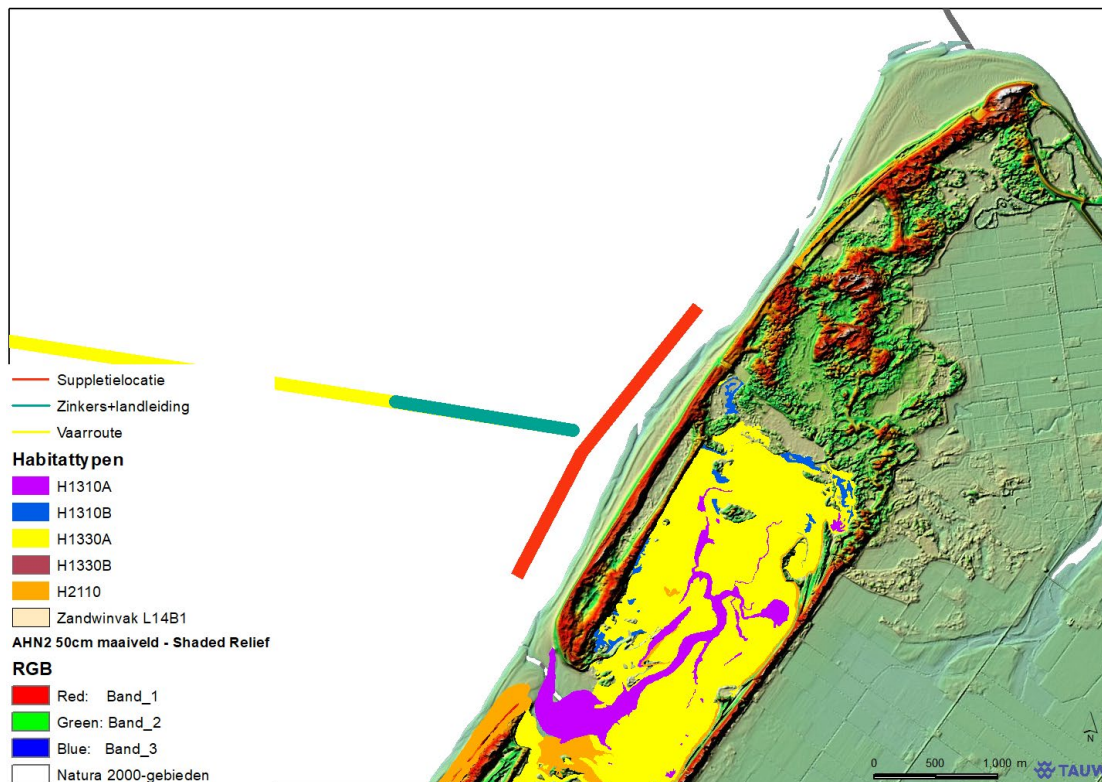 Suppletielocatie
Zinkers+landleiding
Vaarroute
Habitattypen
H1310A
H1310B
H1330A
H1330B
H2110
Zandwinvak L14B1
AHN2 50cm maaiveld - Shaded Relief
RGB
Red: Band_1
Green: Band_2
Blue: Band_3
Natura 2000-gebieden
N
0 500 1,000 m
TAUW